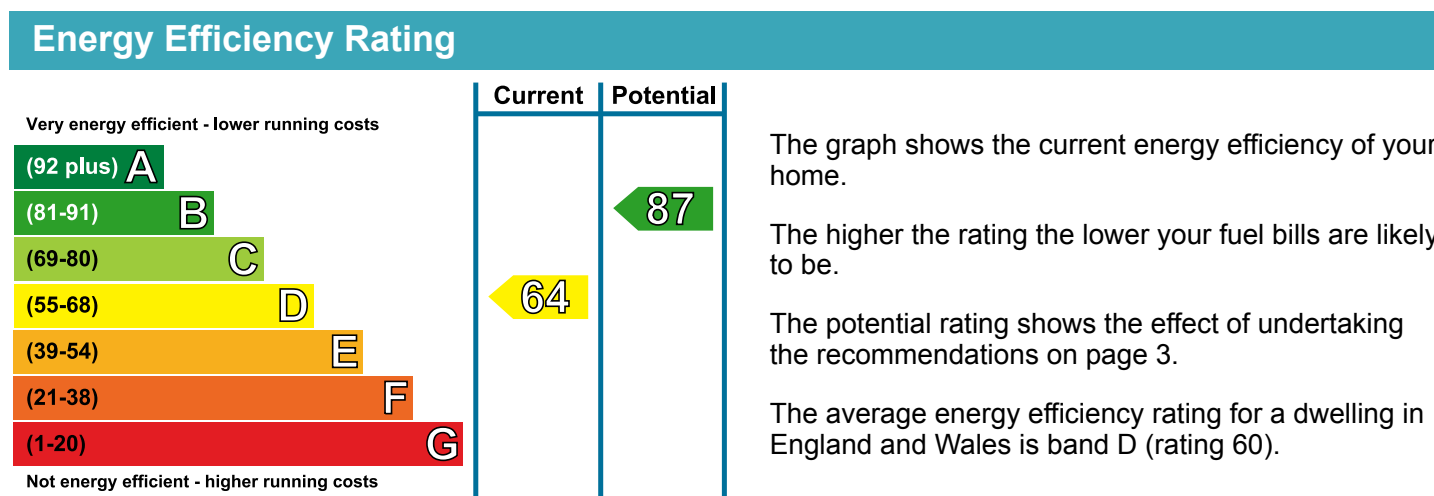 Energy Efficiency Rating
Current Potential
Very energy efficient - lower running costs
(92 plus) A
(81-91) B
87
(69-80) C
(55-68) D
64
(39-54) E
(21-38) F
(1-20) G
Not energy efficient - higher running costs
The graph shows the current energy efficiency of your
home.
The higher the rating the lower your fuel bills are likely
to be.
The potential rating shows the effect of undertaking
the recommendations on page 3.
The average energy efficiency rating for a dwelling in
England and Wales is band D (rating 60).